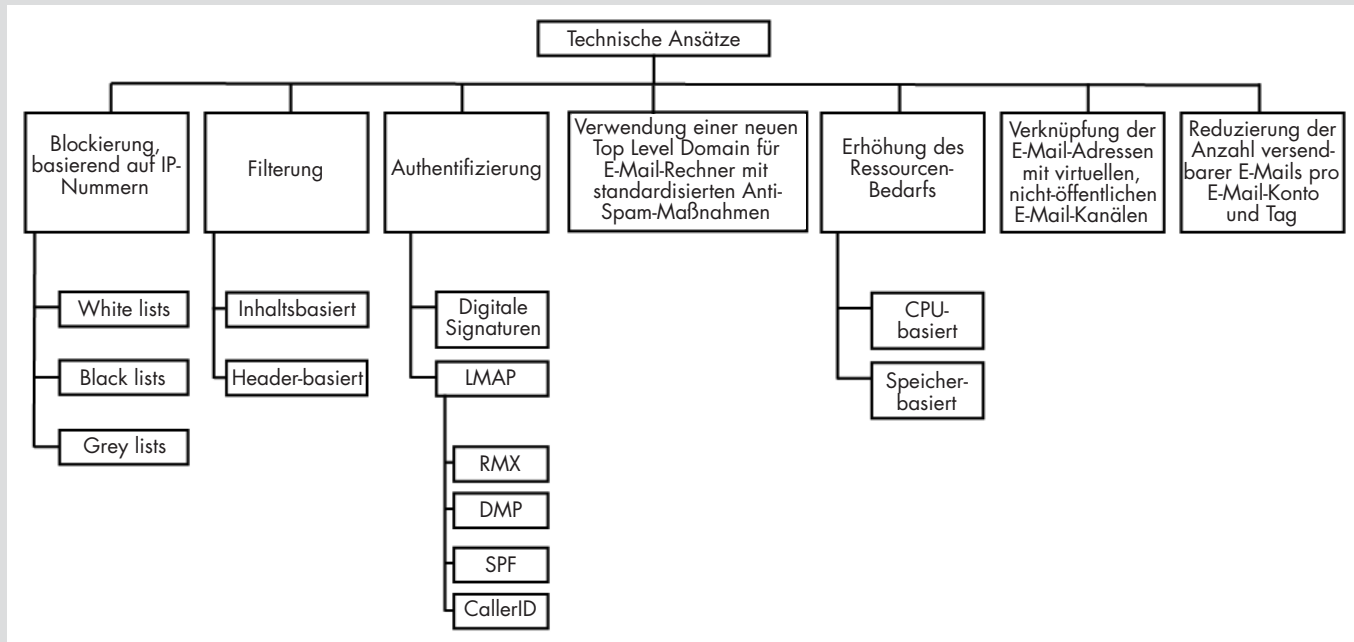 Technische Ansätze
Blockierung,
basierend auf IP-
Nummern
Filterung
Authentifizierung
Verwendung einer neuen
Top Level Domain für
E-Mail-Rechner mit
standardisierten Anti-
Spam-Maßnahmen
Erhöhung des
Ressourcen-
Bedarfs
Verknüpfung der
E-Mail-Adressen
mit virtuellen,
nicht-öffentlichen
E-Mail-Kanälen
Reduzierung der
Anzahl versend-
barer E-Mails pro
E-Mail-Konto
und Tag
White lists
Black lists
Grey lists
Inhaltsbasiert
Header-basiert
Digitale
Signaturen
LMAP
RMX
DMP
SPF
CallerID
CPU-
basiert
Speicher-
basiert